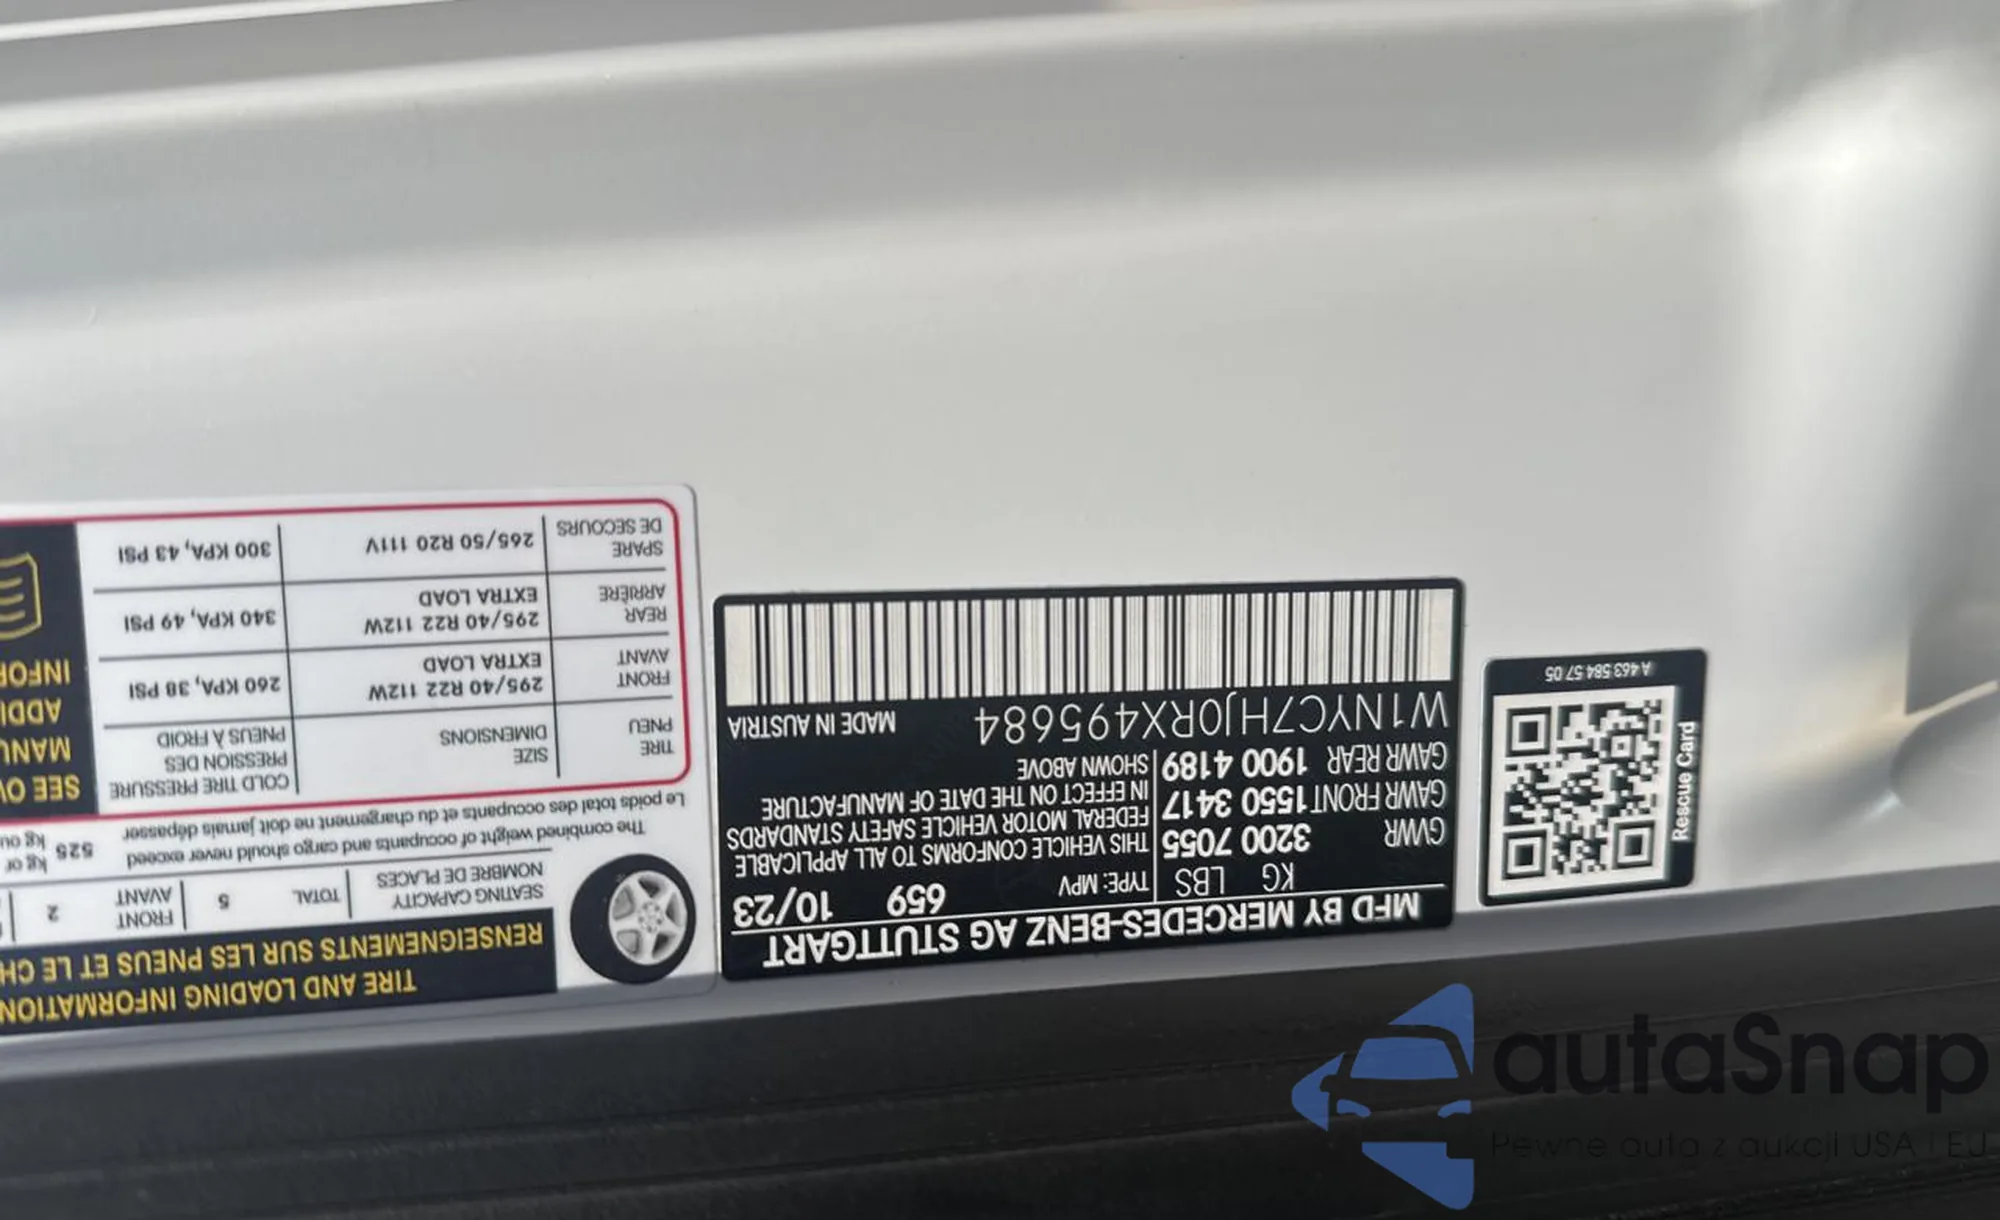 TIRE AND LOADING INFORMATION
RENSEIGNEMENTS SUR LES PNEUS ET LE
SEATING CAPACITY
NOMBRE DE PLACES
TOTAL 5
FRONT
AVANT
2
The combined weight of occupants and cargo should never exceed
Le poids total des occupants et du chargement ne doit jamais dépasser
525
kg or
kg ou
TIRE
PNEU
SIZE
DIMENSIONS
COLD TIRE PRESSURE
PRESSION DES
PNEUS À FROID
FRONT
AVANT
295/40 R22 112W
EXTRA LOAD
260 KPA, 38 PSI
REAR
ARRIÈRE
295/40 R22 112W
EXTRA LOAD
340 KPA, 49 PSI
SPARE
DE SECOURS
265/50 R20 111V
300 KPA, 43 PSI
SEE
MFD BY MERCEDES-BENZ AG STUTTGART
KG LBS
TYPE: MPV 659 10/23
GVWR 3200 7055
GAWR FRONT 1550 3417
GAWR REAR 1900 4189
THIS VEHICLE CONFORMS TO ALL APPLICABLE
FEDERAL MOTOR VEHICLE SAFETY STANDARDS
IN EFFECT ON THE DATE OF MANUFACTURE
SHOWN ABOVE
W1NYC7HJ0RX495684
MADE IN AUSTRIA
Rescue Card
A 463 584 57 05
autaSnap
Pewne auta z aukcji USA i EU